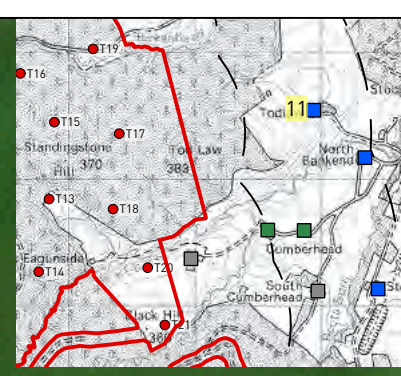 T19
T16
11
Tod
T15
T17
North
Bankend
Standingstone
Tod Law
370
383
Hill
T13
T18
Cumberhead
Eaglinside
T20
T14
South
Cumberhead
Black Hill
T21